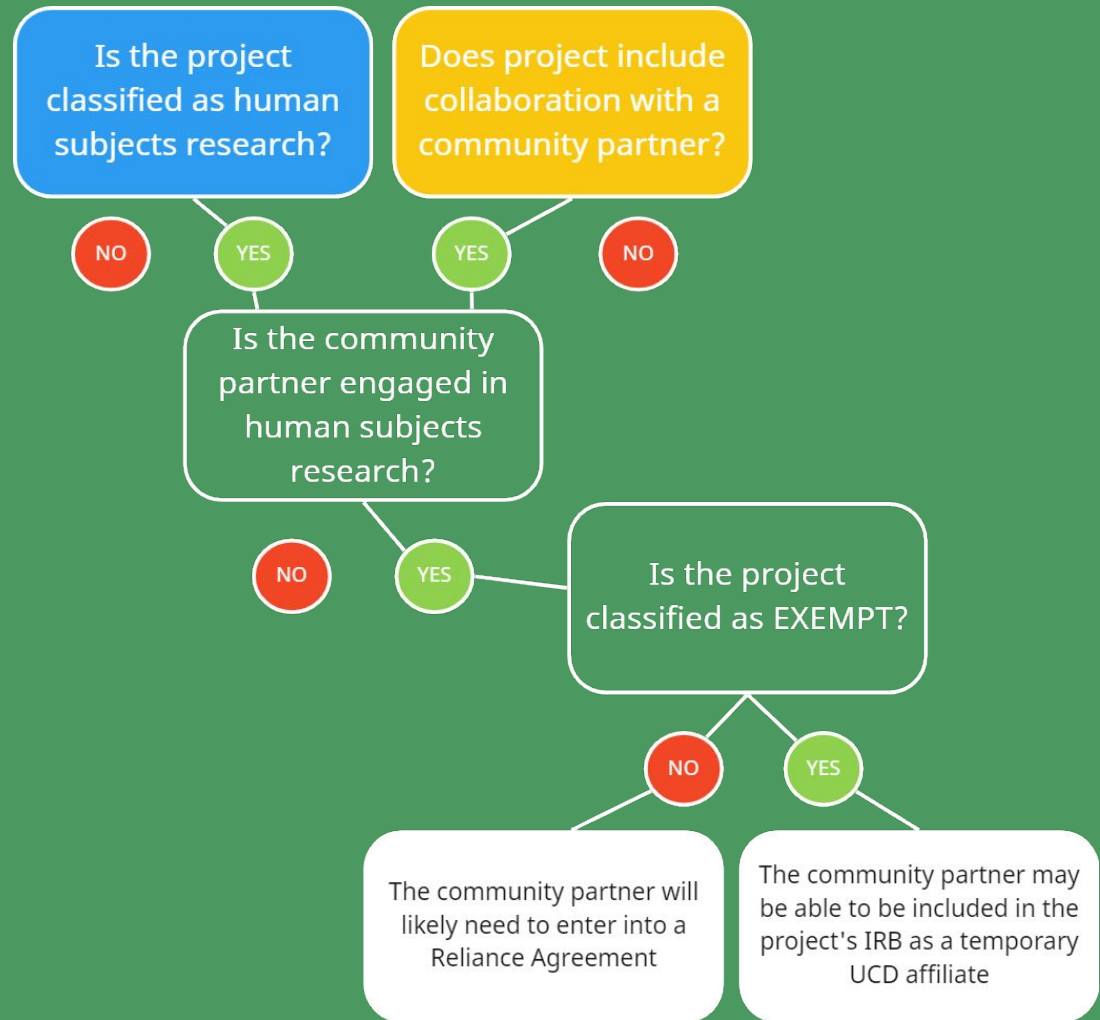 Is the project
classified as human
subjects research?
Does project include
collaboration with a
community partner?
NO
YES
YES
NO
Is the community
partner engaged in
human subjects
research?
NO
YES
Is the project
classified as EXEMPT?
NO
YES
The community partner will
likely need to enter into a
Reliance Agreement
The community partner may
be able to be included in the
project's IRB as a temporary
UCD affiliate